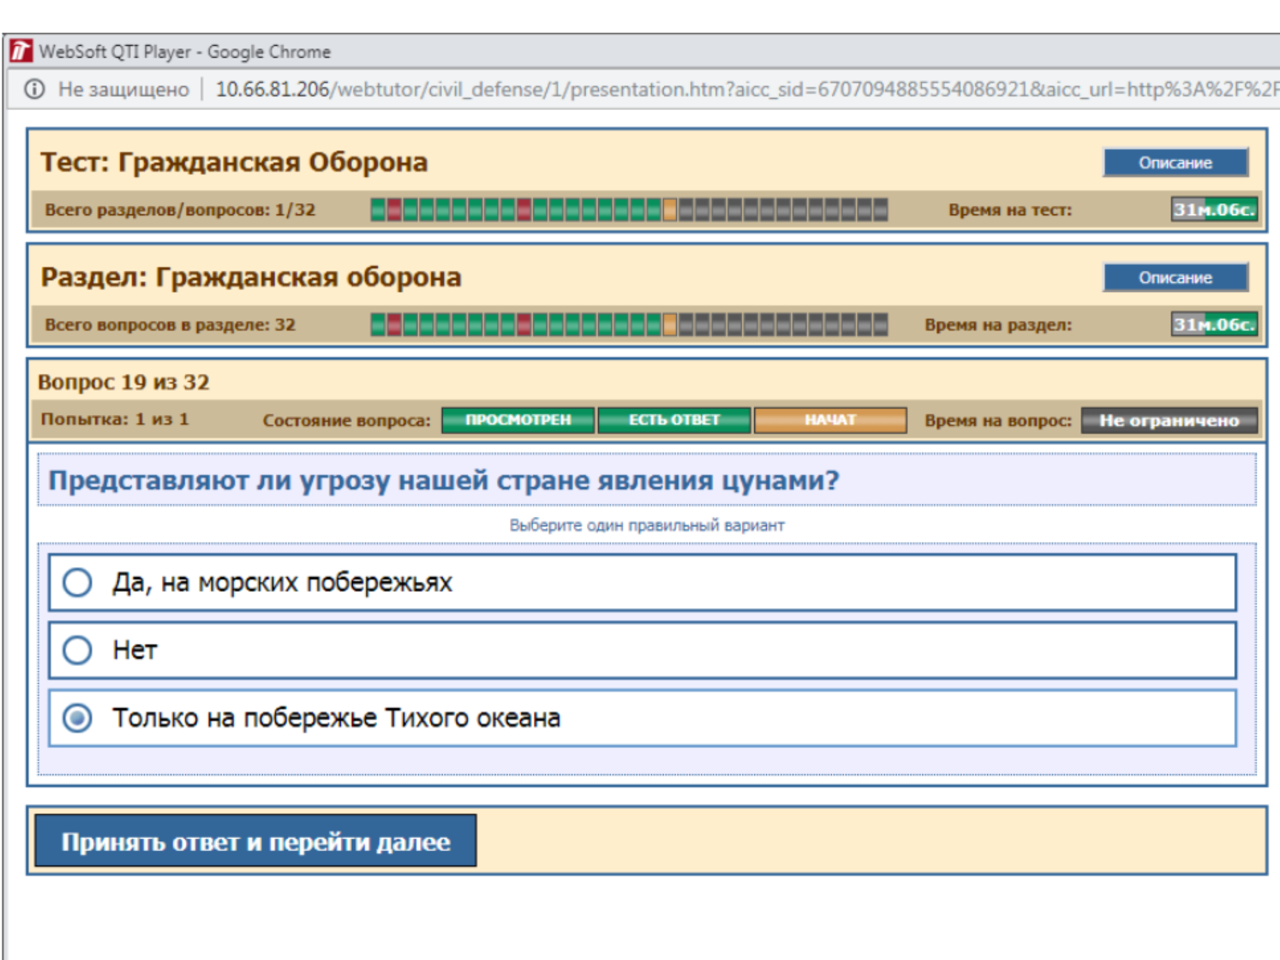 WebSoft QTI Player - Google Chrome
Не защищено | 10.66.81.206/webtutor/civil_defense/1/presentation.htm?aicc_sid=6707094885554086921&aicc_url=http%3A%2F%2F
Тест: Гражданская Оборона
Описание
Всего разделов/вопросов: 1/32
Время на тест:
31м.06с.
Раздел: Гражданская оборона
Описание
Всего вопросов в разделе: 32
Время на раздел:
31м.06с.
Вопрос 19 из 32
Попытка: 1 из 1
Состояние вопроса:
ПРОСМОТРЕН
ЕСТЬ ОТВЕТ
НАЧАТ
Время на вопрос:
Не ограничено
Представляют ли угрозу нашей стране явления цунами?
Выберите один правильный вариант
Да, на морских побережьях
Нет
Только на побережье Тихого океана
Принять ответ и перейти далее